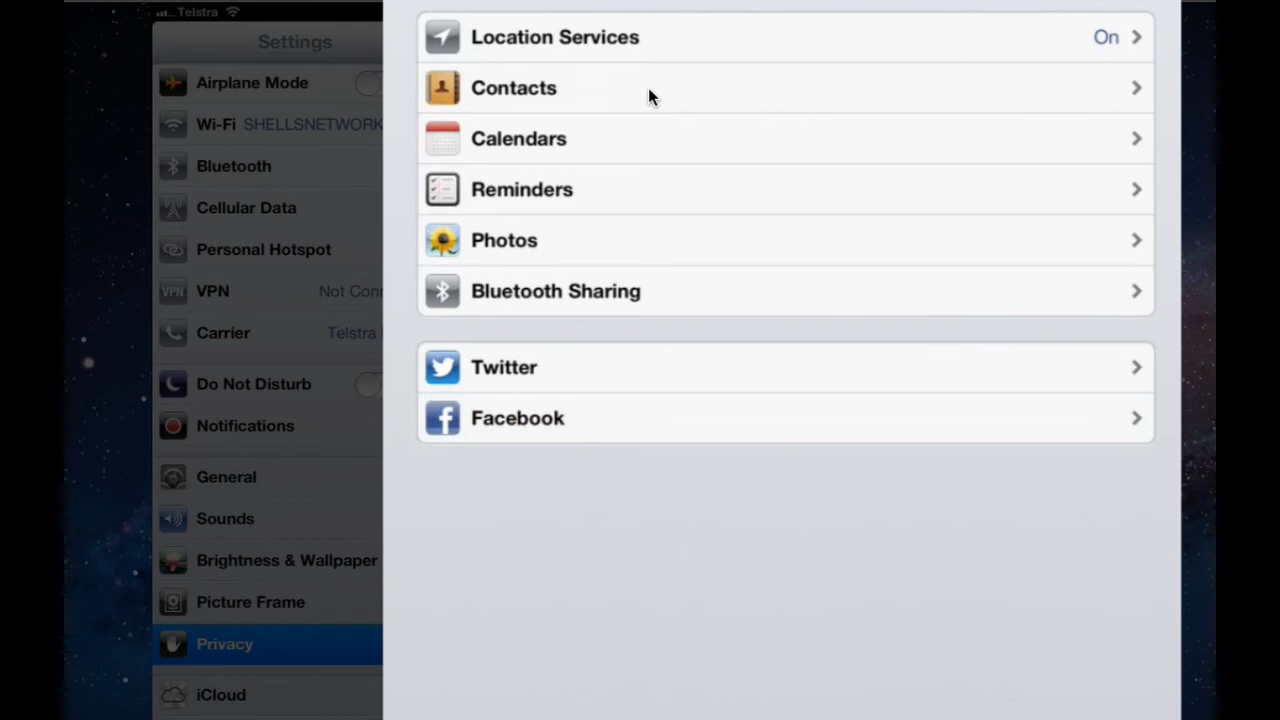 Telstra
Settings
Airplane Mode
Wi-Fi SHELLSNETWORK
Bluetooth
Cellular Data
Personal Hotspot
VPN VPN Not Con
Carrier Telstra
Do Not Disturb
Notifications
General
Sounds
Brightness & Wallpaper
Picture Frame
Privacy
iCloud
Location Services On
Contacts
Calendars
Reminders
Photos
Bluetooth Sharing
Twitter
f Facebook